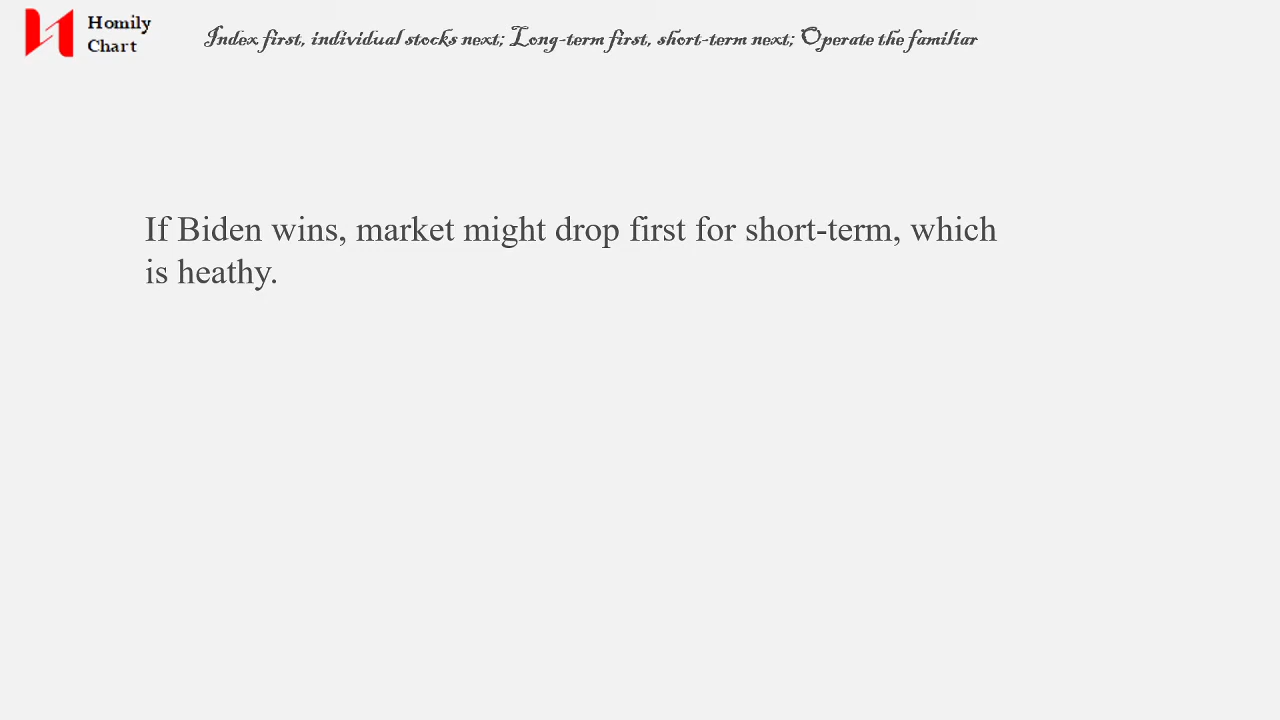 Homily
Chart
Index first, individual stocks next; Long-term first, short-term next; Operate the familiar
If Biden wins, market might drop first for short-term, which
is heathy.